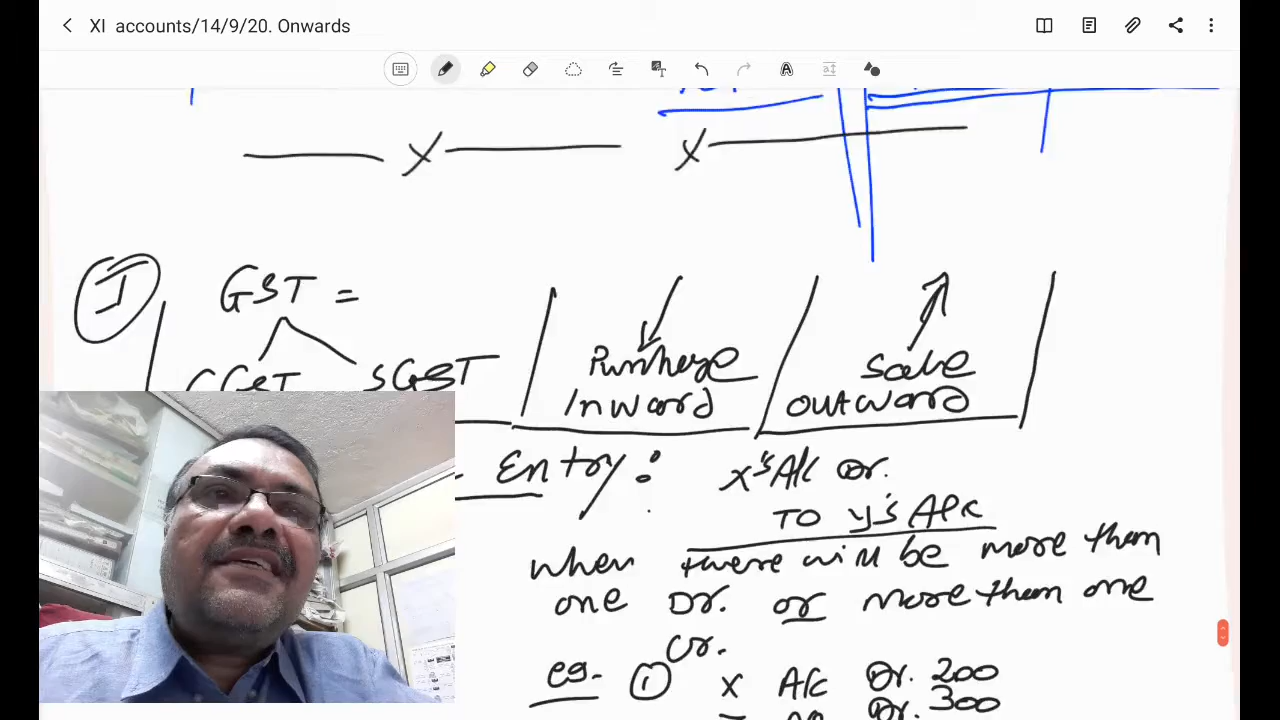 XI accounts/14/9/20. Onwards
X X
I
GST =
CGST SGST
Purchase
Inward
Sale
outward
Entry:
X's A/c Dr.
To Y's A/c
when there will be more than
one Dr. or more than one
Cr.
eg. 1 X A/c Dr. 200
Dr. 300